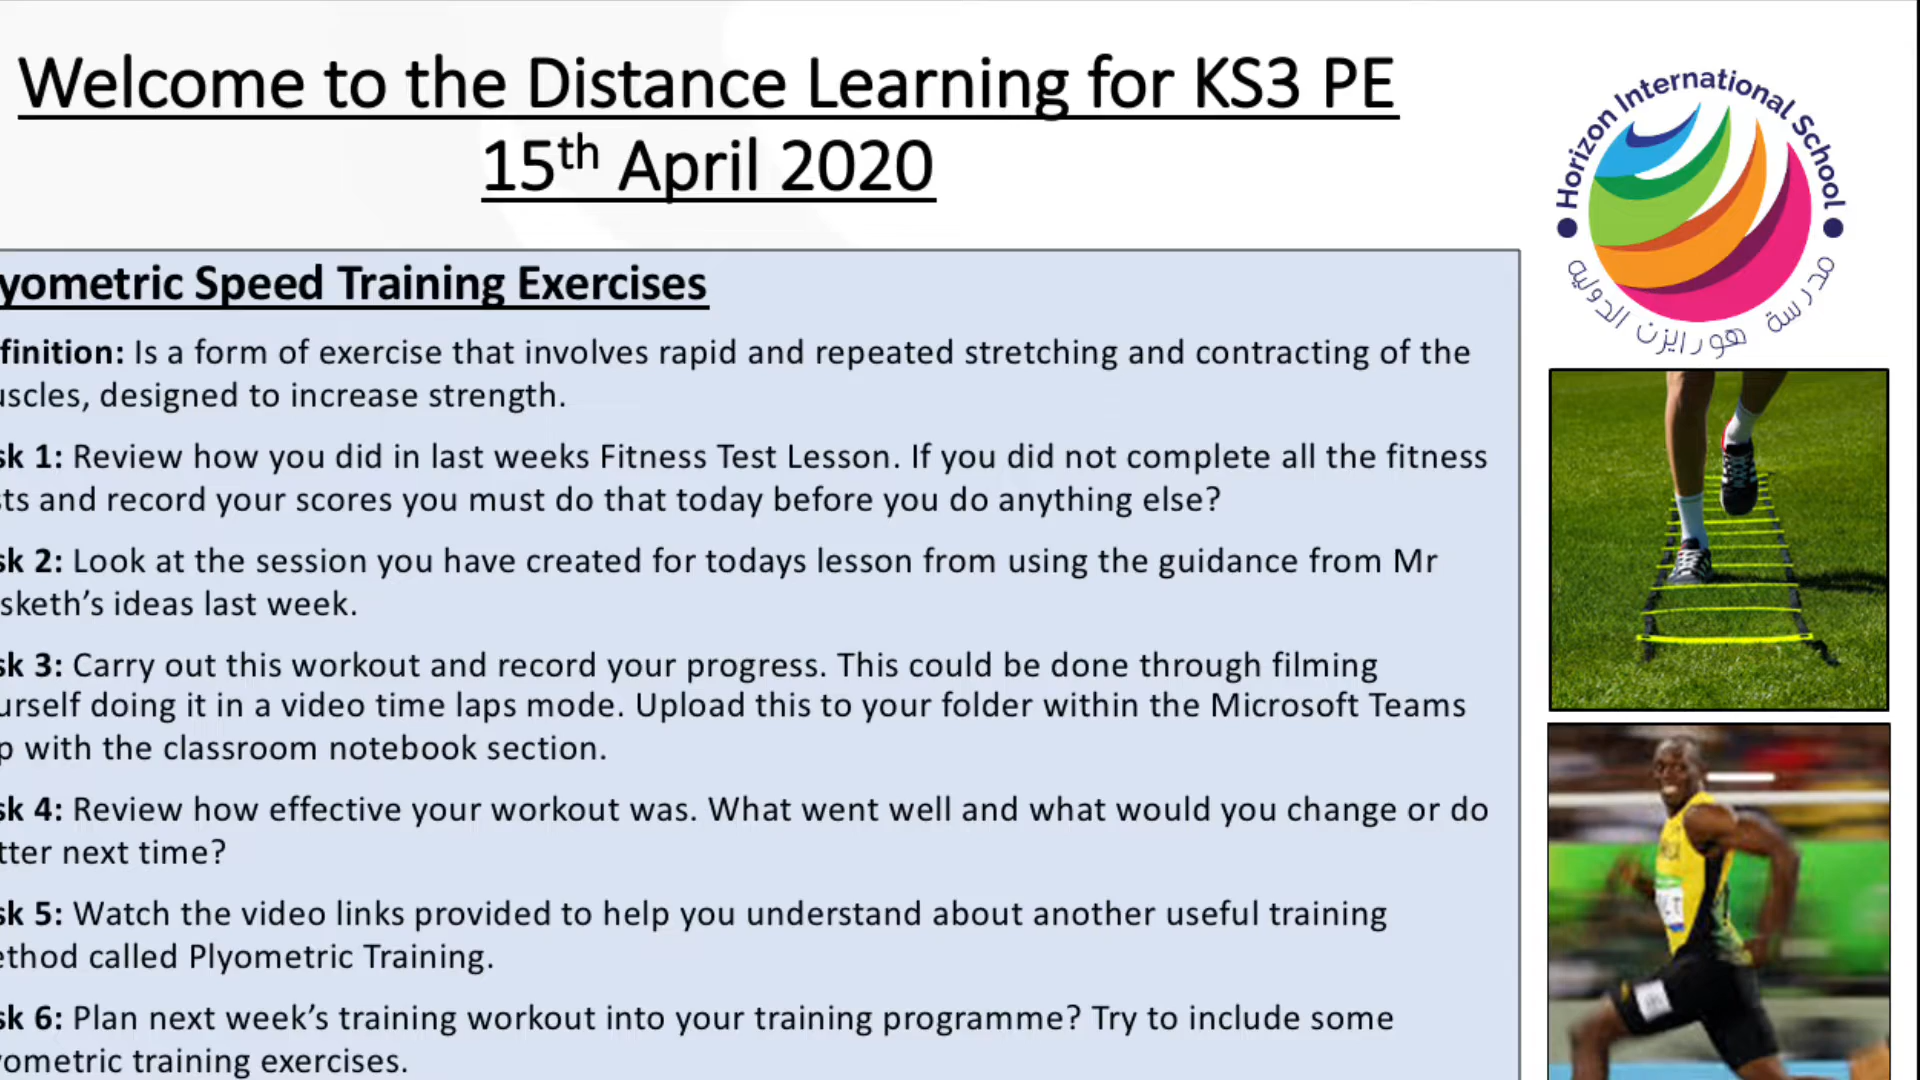 Welcome to the Distance Learning for KS3 PE
15th April 2020
Horizon International School
مدرسة هورايزن الدولية
yometric Speed Training Exercises
finition: Is a form of exercise that involves rapid and repeated stretching and contracting of the
uscles, designed to increase strength.
sk 1: Review how you did in last weeks Fitness Test Lesson. If you did not complete all the fitness
sts and record your scores you must do that today before you do anything else?
sk 2: Look at the session you have created for todays lesson from using the guidance from Mr
sketh’s ideas last week.
sk 3: Carry out this workout and record your progress. This could be done through filming
urself doing it in a video time laps mode. Upload this to your folder within the Microsoft Teams
p with the classroom notebook section.
sk 4: Review how effective your workout was. What went well and what would you change or do
tter next time?
sk 5: Watch the video links provided to help you understand about another useful training
ethod called Plyometric Training.
sk 6: Plan next week’s training workout into your training programme? Try to include some
yometric training exercises.